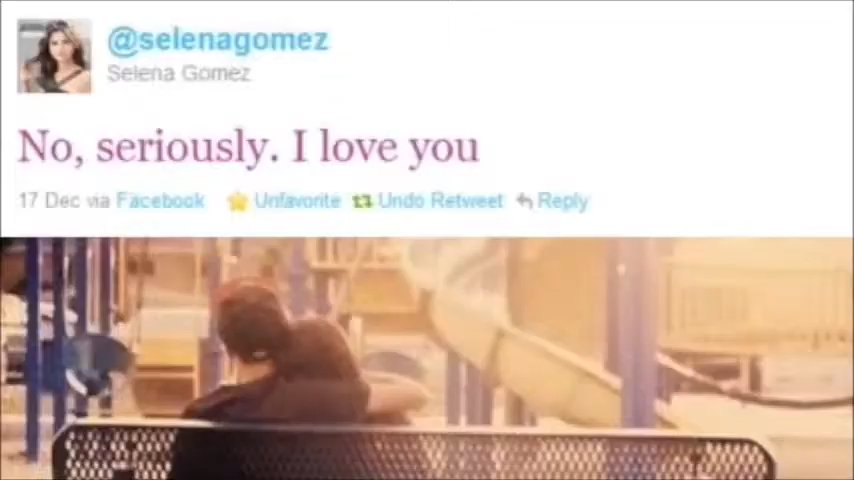 @selenagomez
Selena Gomez
No, seriously. I love you
17 Dec via Facebook Unfavorite Undo Retweet Reply